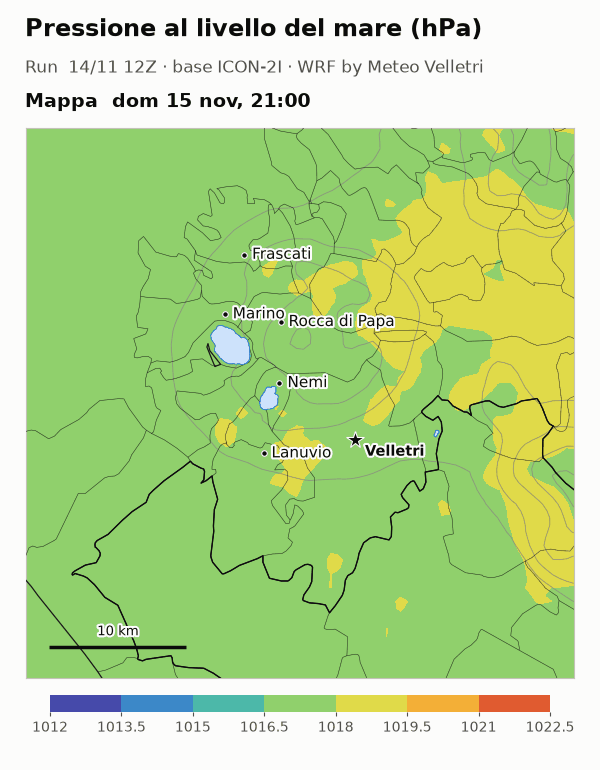 Pressione al livello del mare (hPa)
Run  14/11 12Z · base ICON-2I · WRF by Meteo Velletri
Mappa  dom 15 nov, 21:00
Frascati
Marino
Rocca di Papa
Nemi
Velletri
Lanuvio
10 km
1012 1013.5 1015 1016.5 1018 1019.5 1021 1022.5